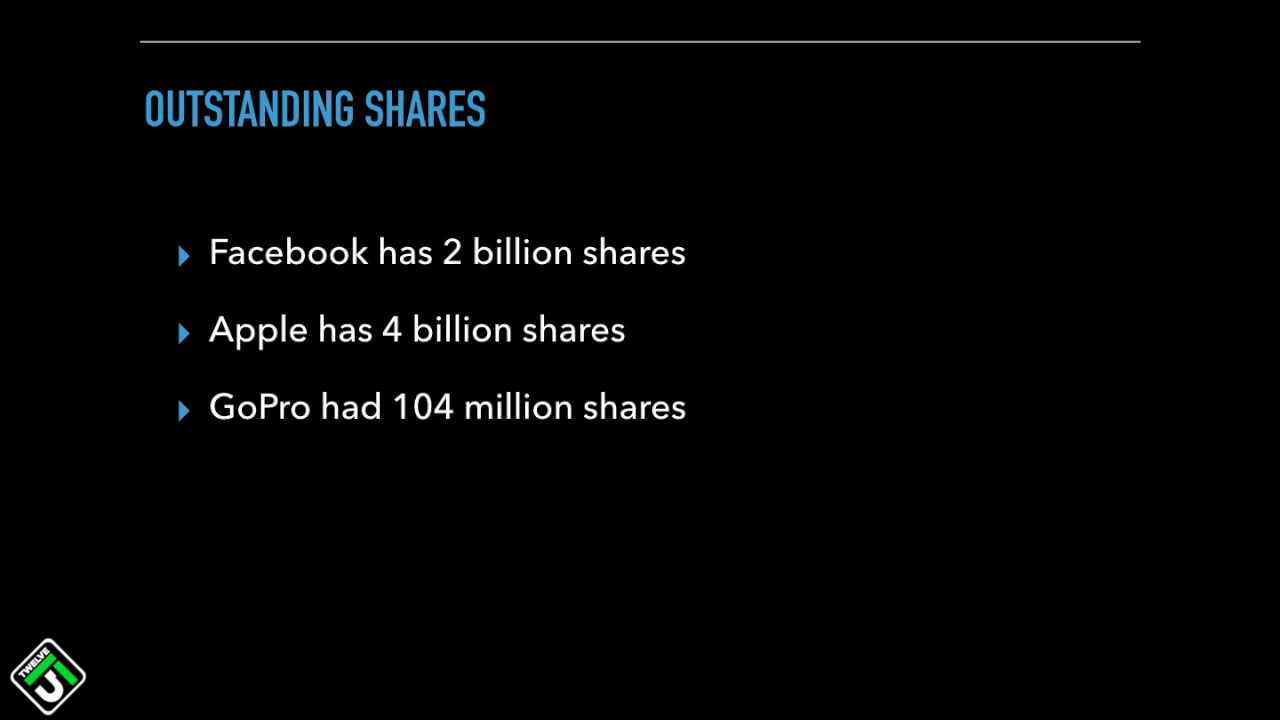 OUTSTANDING SHARES
Facebook has 2 billion shares
Apple has 4 billion shares
GoPro had 104 million shares
TWELVE